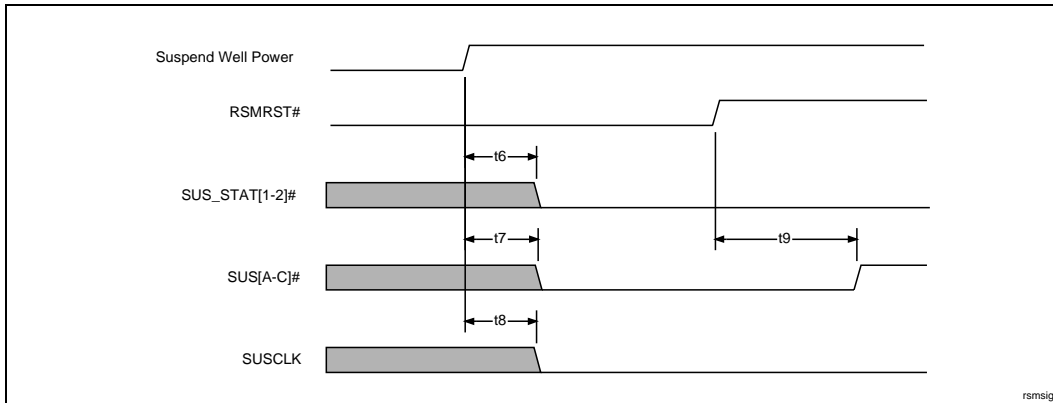 Suspend Well Power
RSMRST#
t6
SUS_STAT[1-2]#
t7
t9
SUS[A-C]#
t8
SUSCLK
rsmsig